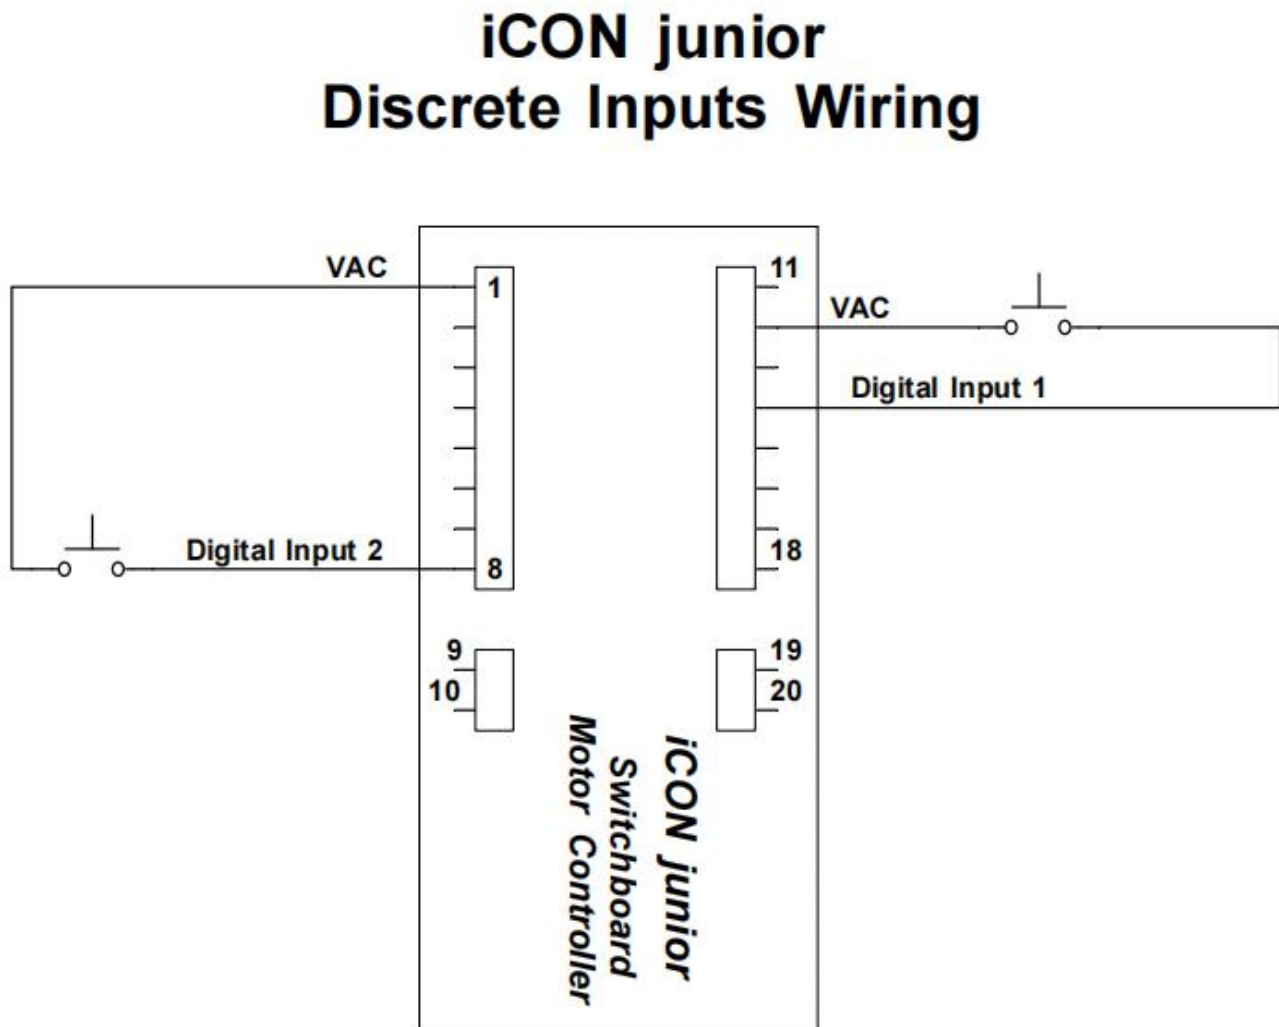 iCON junior
Discrete Inputs Wiring
VAC
1
11
VAC
Digital Input 1
Digital Input 2
8
18
9
10
19
20
iCON junior
Switchboard
Motor Controller